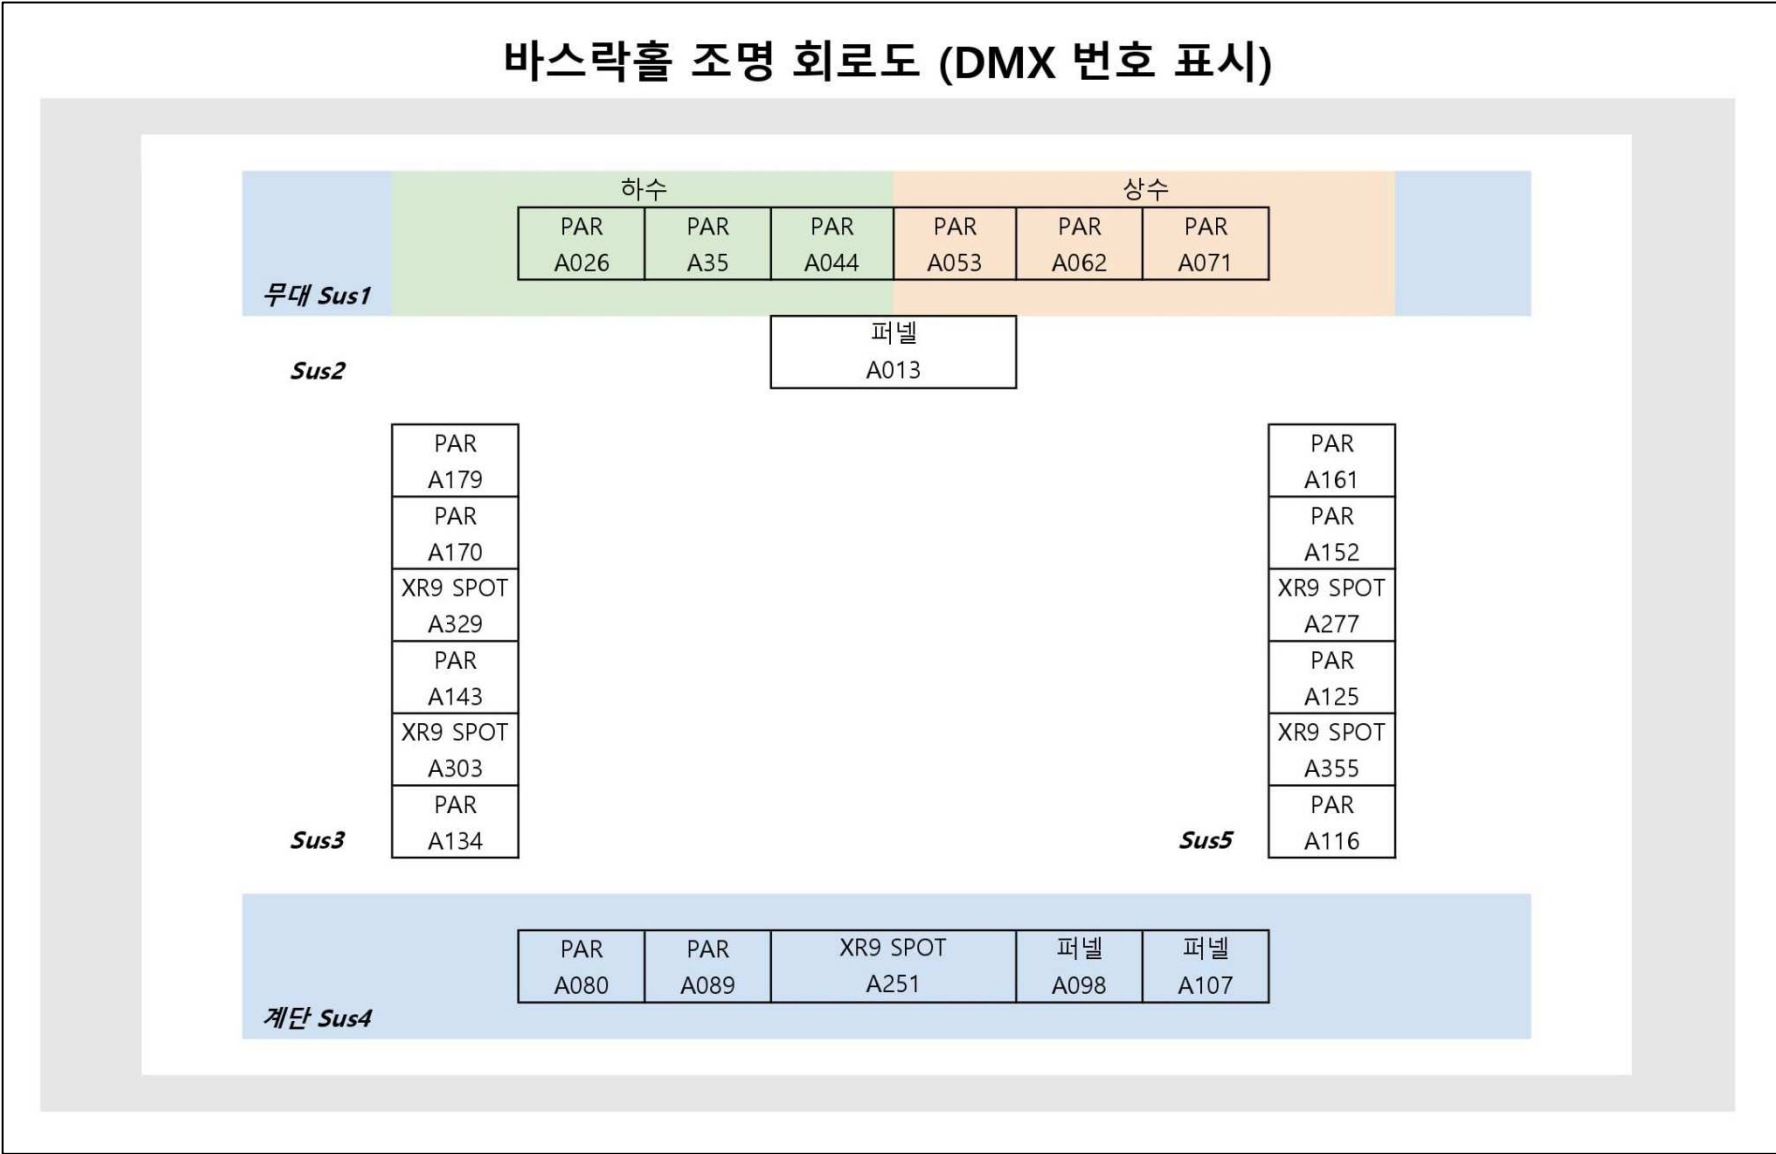 바스락홀 조명 회로도 (DMX 번호 표시)
하수 상수
PAR PAR PAR PAR PAR PAR
A026 A35 A044 A053 A062 A071
무대 Sus1
퍼넬
Sus2 A013
PAR PAR
A179 A161
PAR PAR
A170 A152
XR9 SPOT XR9 SPOT
A329 A277
PAR PAR
A143 A125
XR9 SPOT XR9 SPOT
A303 A355
PAR PAR
Sus3 A134 Sus5 A116
PAR PAR XR9 SPOT 퍼넬 퍼넬
A080 A089 A251 A098 A107
계단 Sus4